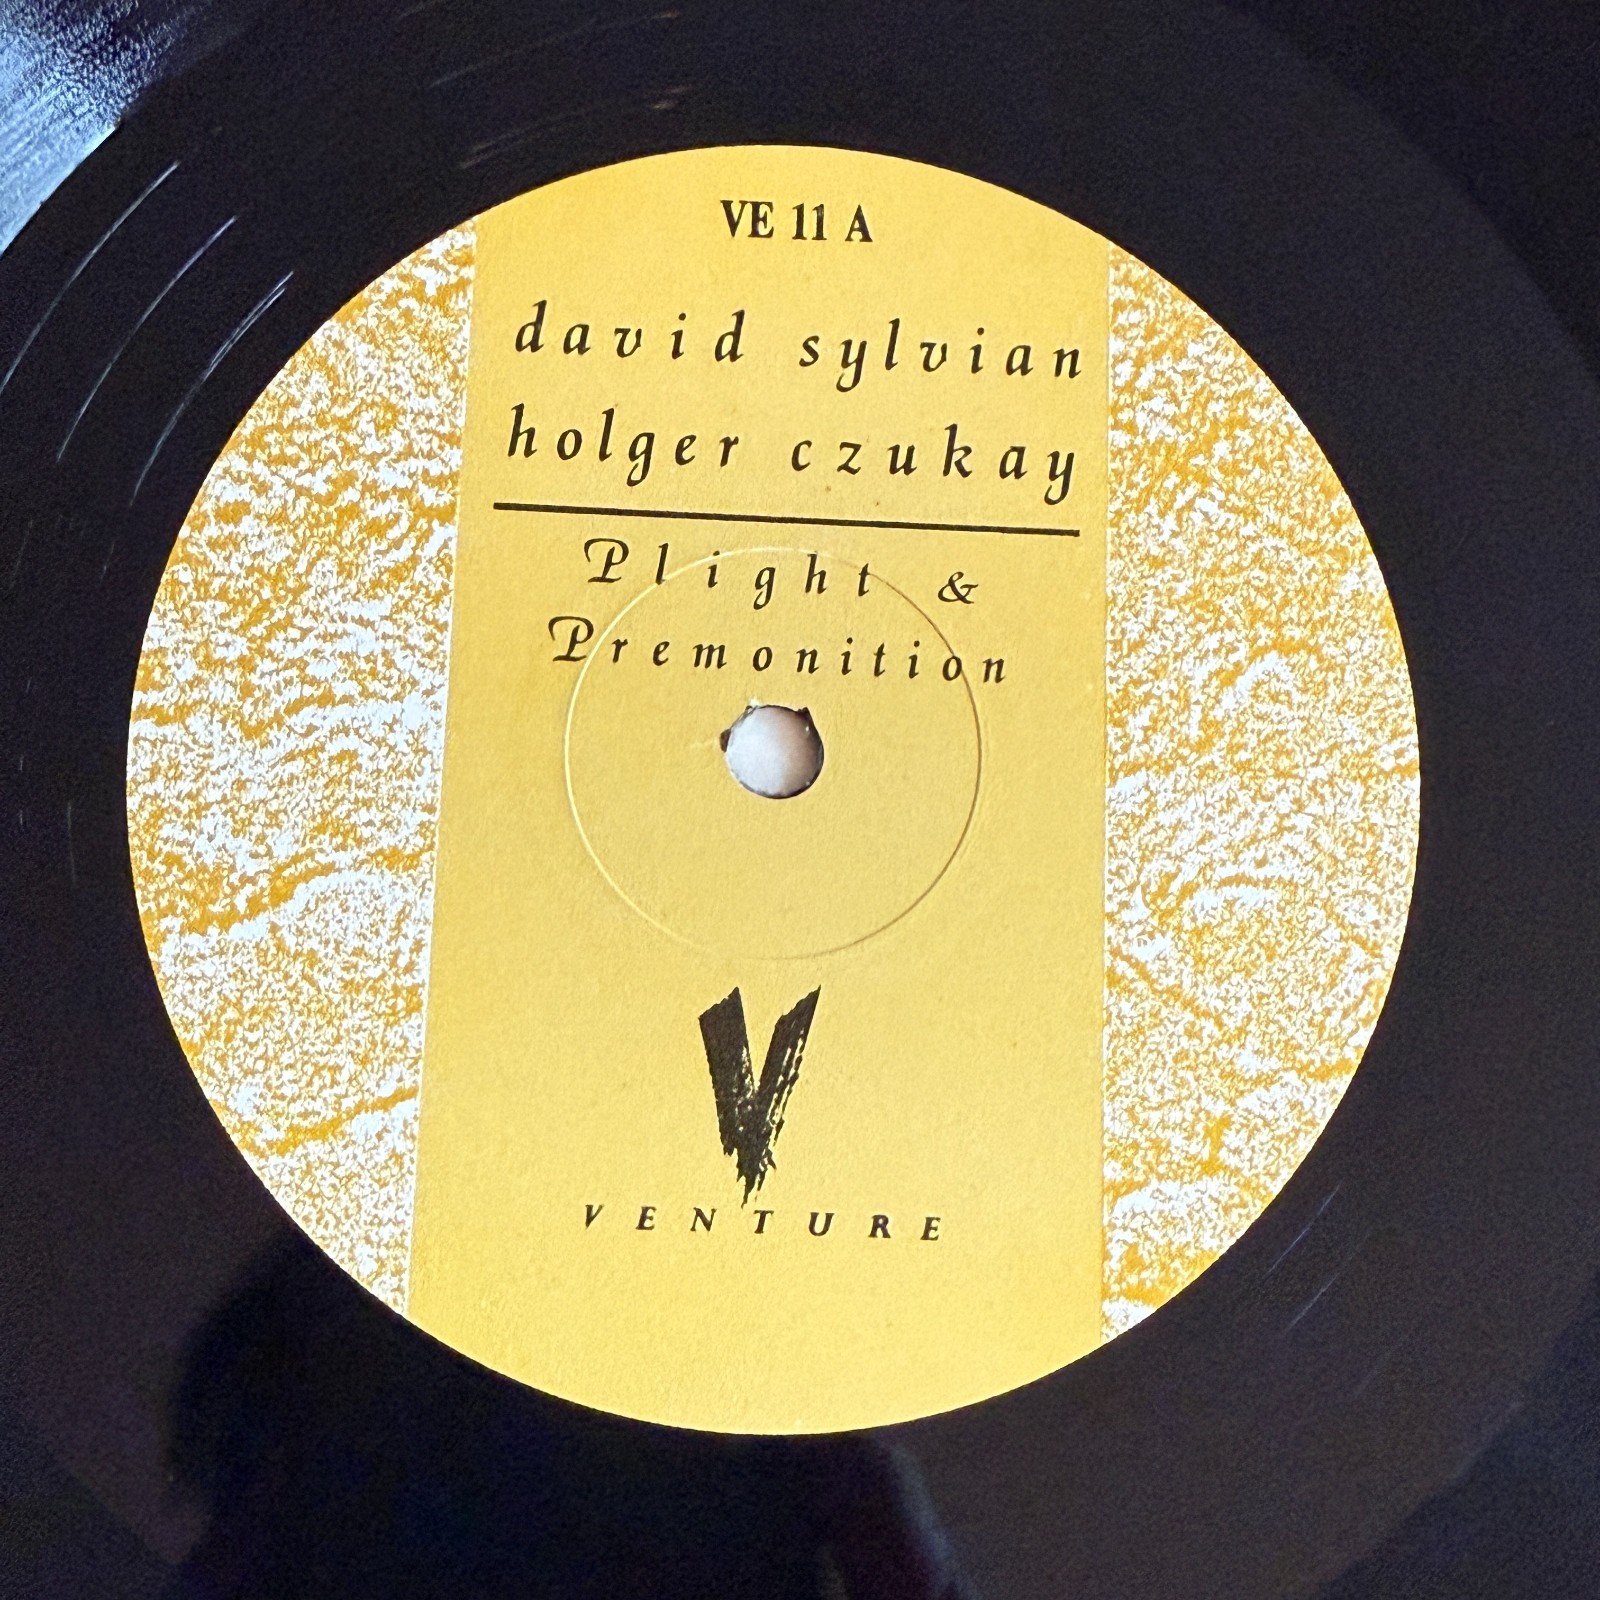 VE 11 A
david sylvian
holger czukay
Plight &
Premonition
V
VENTURE